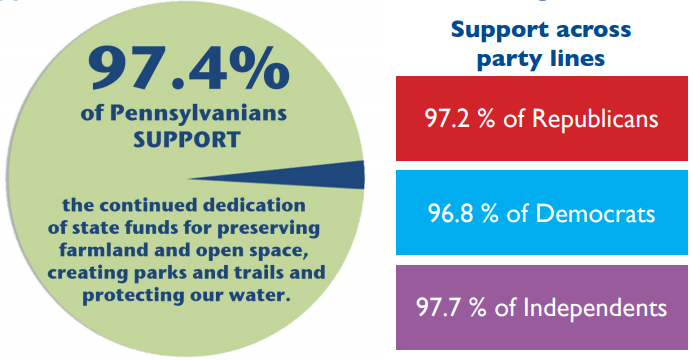 97.4%
of Pennsylvanians
SUPPORT
the continued dedication
of state funds for preserving
farmland and open space,
creating parks and trails and
protecting our water.
Support across
party lines
97.2 % of Republicans
96.8 % of Democrats
97.7 % of Independents